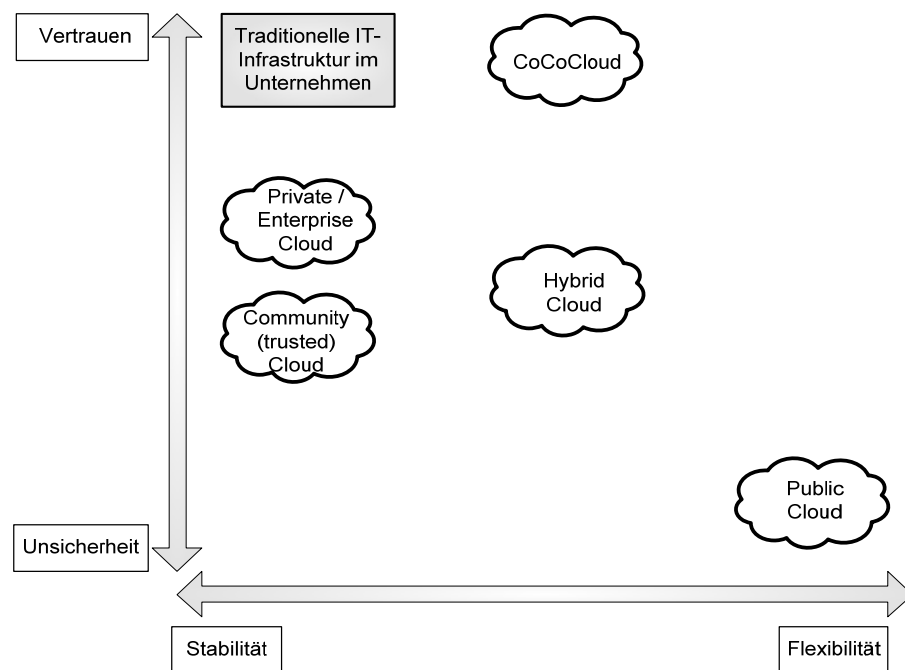 Vertrauen
Traditionelle IT-
Infrastruktur im
Unternehmen
CoCoCloud
Private /
Enterprise
Cloud
Hybrid
Cloud
Community
(trusted)
Cloud
Public
Cloud
Unsicherheit
Stabilität
Flexibilität